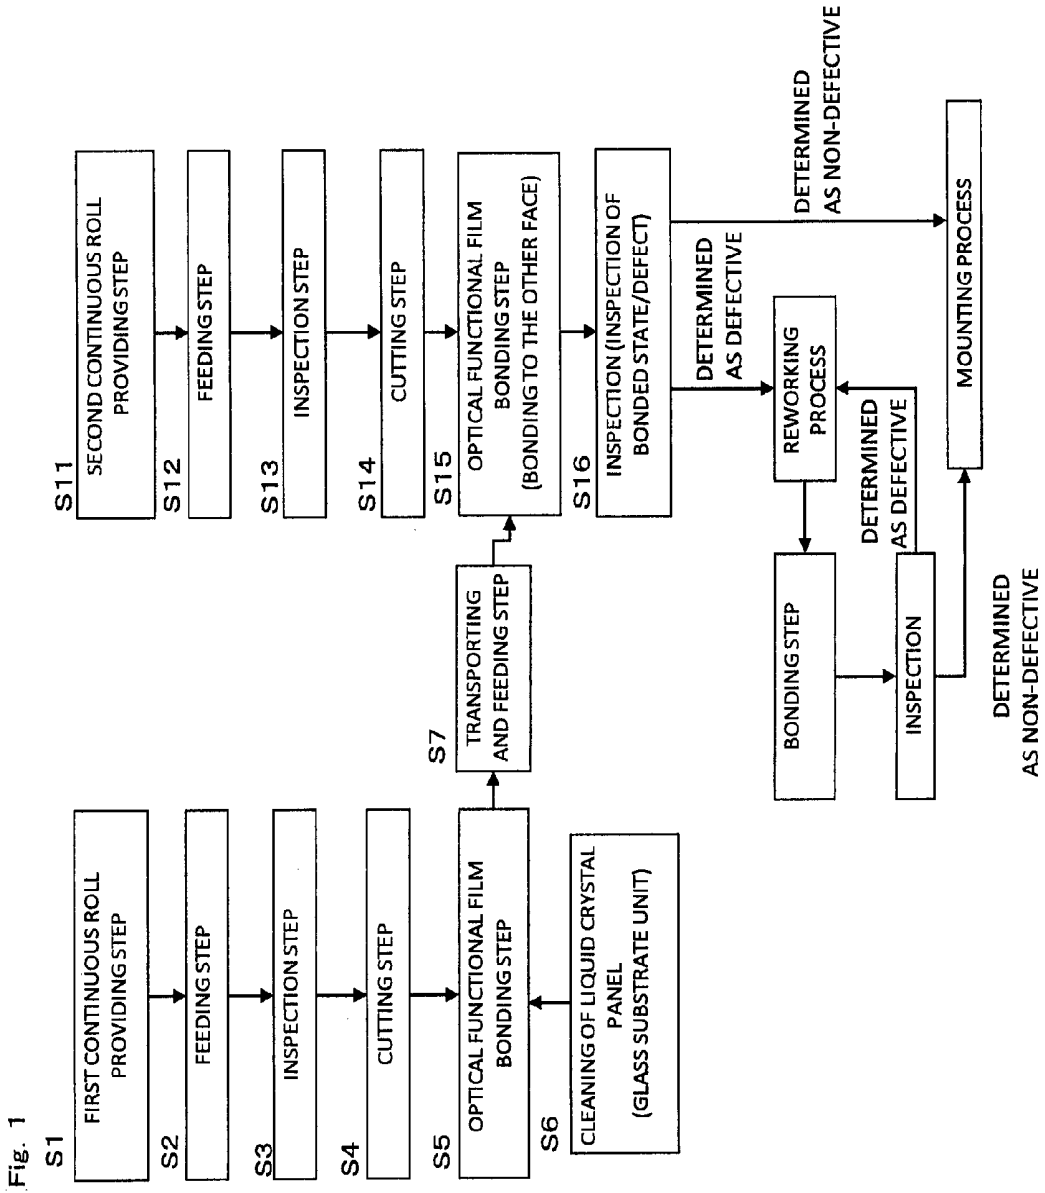 Fig. 1
S1
FIRST CONTINUOUS ROLL
PROVIDING STEP
S2
FEEDING STEP
S3
INSPECTION STEP
S4
CUTTING STEP
S5
OPTICAL FUNCTIONAL FILM
BONDING STEP
S6
CLEANING OF LIQUID CRYSTAL
PANEL
(GLASS SUBSTRATE UNIT)
S7
TRANSPORTING
AND FEEDING STEP
S11
SECOND CONTINUOUS ROLL
PROVIDING STEP
S12
FEEDING STEP
S13
INSPECTION STEP
S14
CUTTING STEP
S15
OPTICAL FUNCTIONAL FILM
BONDING STEP
(BONDING TO THE OTHER FACE)
S16
INSPECTION (INSPECTION OF
BONDED STATE/DEFECT)
DETERMINED
AS DEFECTIVE
DETERMINED
AS NON-DEFECTIVE
REWORKING
PROCESS
BONDING STEP
INSPECTION
DETERMINED
AS DEFECTIVE
DETERMINED
AS NON-DEFECTIVE
MOUNTING PROCESS